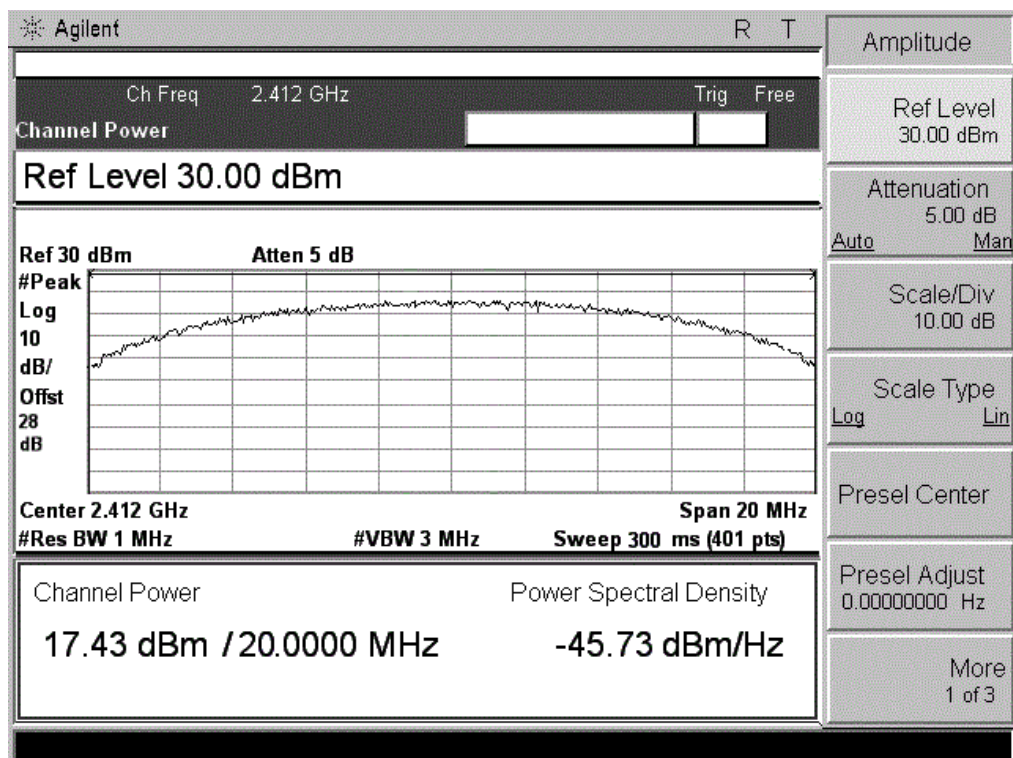 Agilent
R T
Ch Freq 2.412 GHz Trig Free
Channel Power
Ref Level 30.00 dBm
Ref 30 dBm Atten 5 dB
#Peak
Log
10
dB/
Offst
28
dB
Center 2.412 GHz Span 20 MHz
#Res BW 1 MHz #VBW 3 MHz Sweep 300 ms (401 pts)
Channel Power Power Spectral Density
17.43 dBm / 20.0000 MHz -45.73 dBm/Hz
Amplitude
Ref Level
30.00 dBm
Attenuation
5.00 dB
Auto Man
Scale/Div
10.00 dB
Scale Type
Log Lin
Presel Center
Presel Adjust
0.00000000 Hz
More
1 of 3